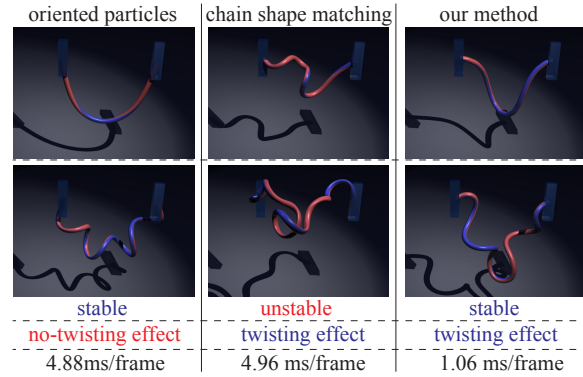 oriented particles
chain shape matching
our method
stable
unstable
stable
no-twisting effect
twisting effect
twisting effect
4.88ms/frame
4.96 ms/frame
1.06 ms/frame